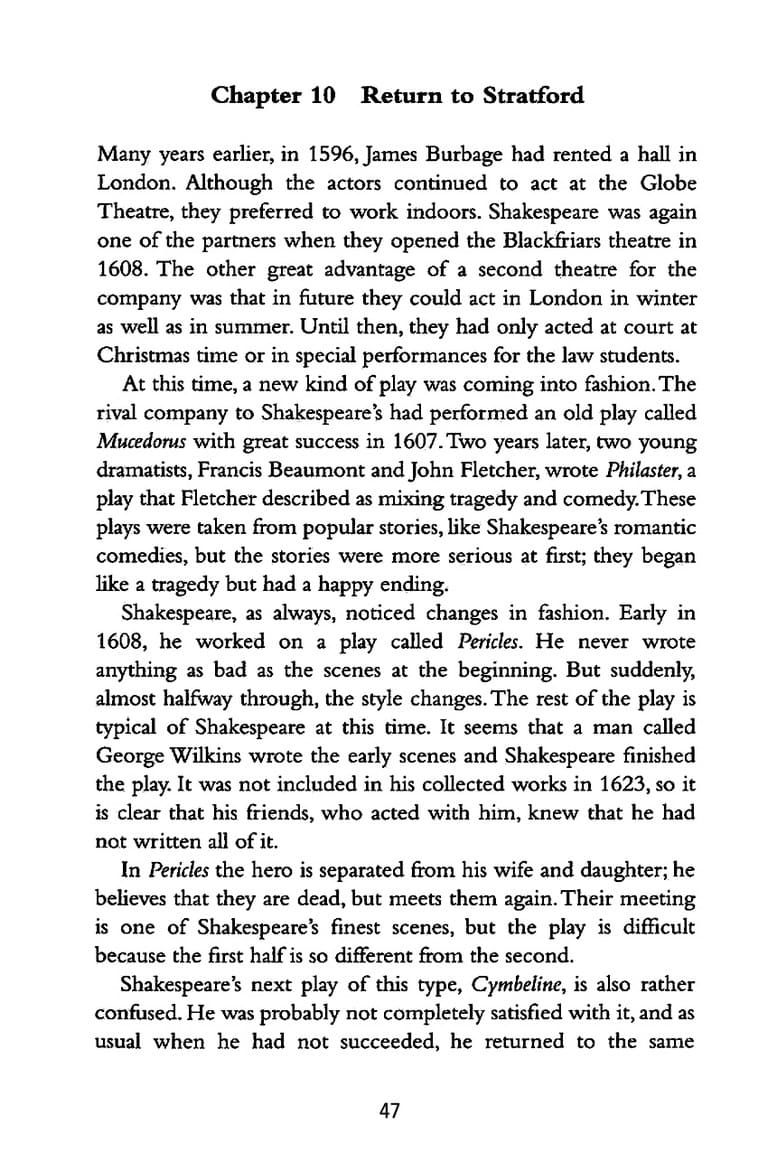 Chapter 10 Return to Stratford
Many years earlier, in 1596, James Burbage had rented a hall in
London. Although the actors continued to act at the Globe
Theatre, they preferred to work indoors. Shakespeare was again
one of the partners when they opened the Blackfriars theatre in
1608. The other great advantage of a second theatre for the
company was that in future they could act in London in winter
as well as in summer. Until then, they had only acted at court at
Christmas time or in special performances for the law students.
At this time, a new kind of play was coming into fashion. The
rival company to Shakespeare's had performed an old play called
Mucedorus with great success in 1607. Two years later, two young
dramatists, Francis Beaumont and John Fletcher, wrote Philaster, a
play that Fletcher described as mixing tragedy and comedy. These
plays were taken from popular stories, like Shakespeare's romantic
comedies, but the stories were more serious at first; they began
like a tragedy but had a happy ending.
Shakespeare, as always, noticed changes in fashion. Early in
1608, he worked on a play called Pericles. He never wrote
anything as bad as the scenes at the beginning. But suddenly,
almost halfway through, the style changes. The rest of the play is
typical of Shakespeare at this time. It seems that a man called
George Wilkins wrote the early scenes and Shakespeare finished
the play. It was not included in his collected works in 1623, so it
is clear that his friends, who acted with him, knew that he had
not written all of it.
In Pericles the hero is separated from his wife and daughter; he
believes that they are dead, but meets them again. Their meeting
is one of Shakespeare's finest scenes, but the play is difficult
because the first half is so different from the second.
Shakespeare's next play of this type, Cymbeline, is also rather
confused. He was probably not completely satisfied with it, and as
usual when he had not succeeded, he returned to the same
47